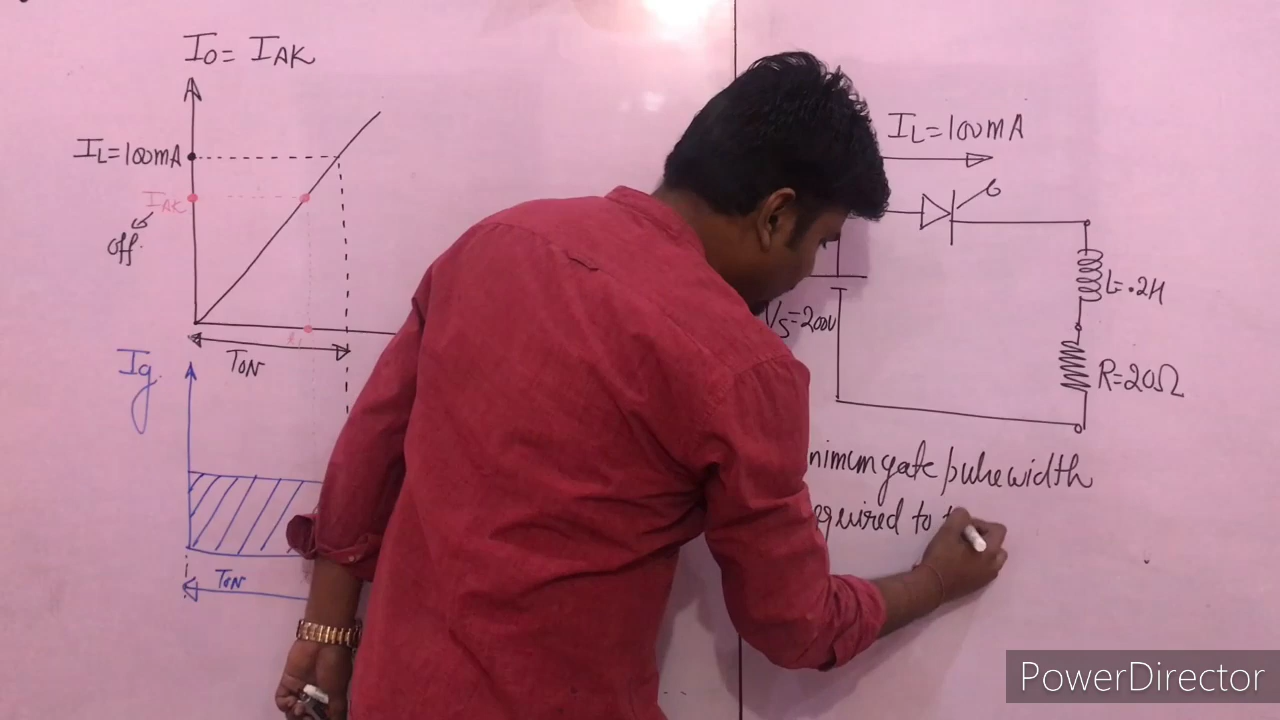 I0 = IAK
IL=100mA
IAK
off.
TON
Ig
TON
IL=100mA
L=.2H
VS=200V
R=20Ω
nimum gate pulse width
quired to
PowerDirector